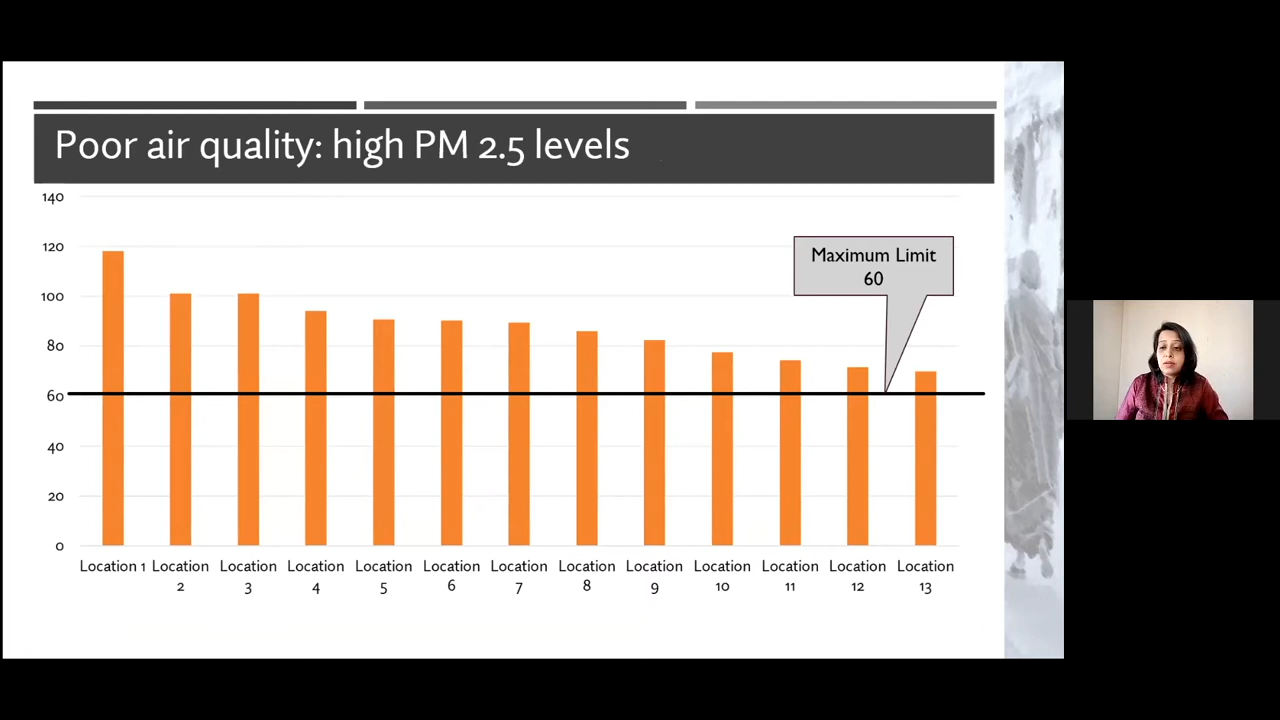 Poor air quality: high PM 2.5 levels
140
120
100
80
60
40
20
0
Maximum Limit
60
Location 1 Location Location Location Location Location Location Location Location Location Location Location Location
2 3 4 5 6 7 8 9 10 11 12 13